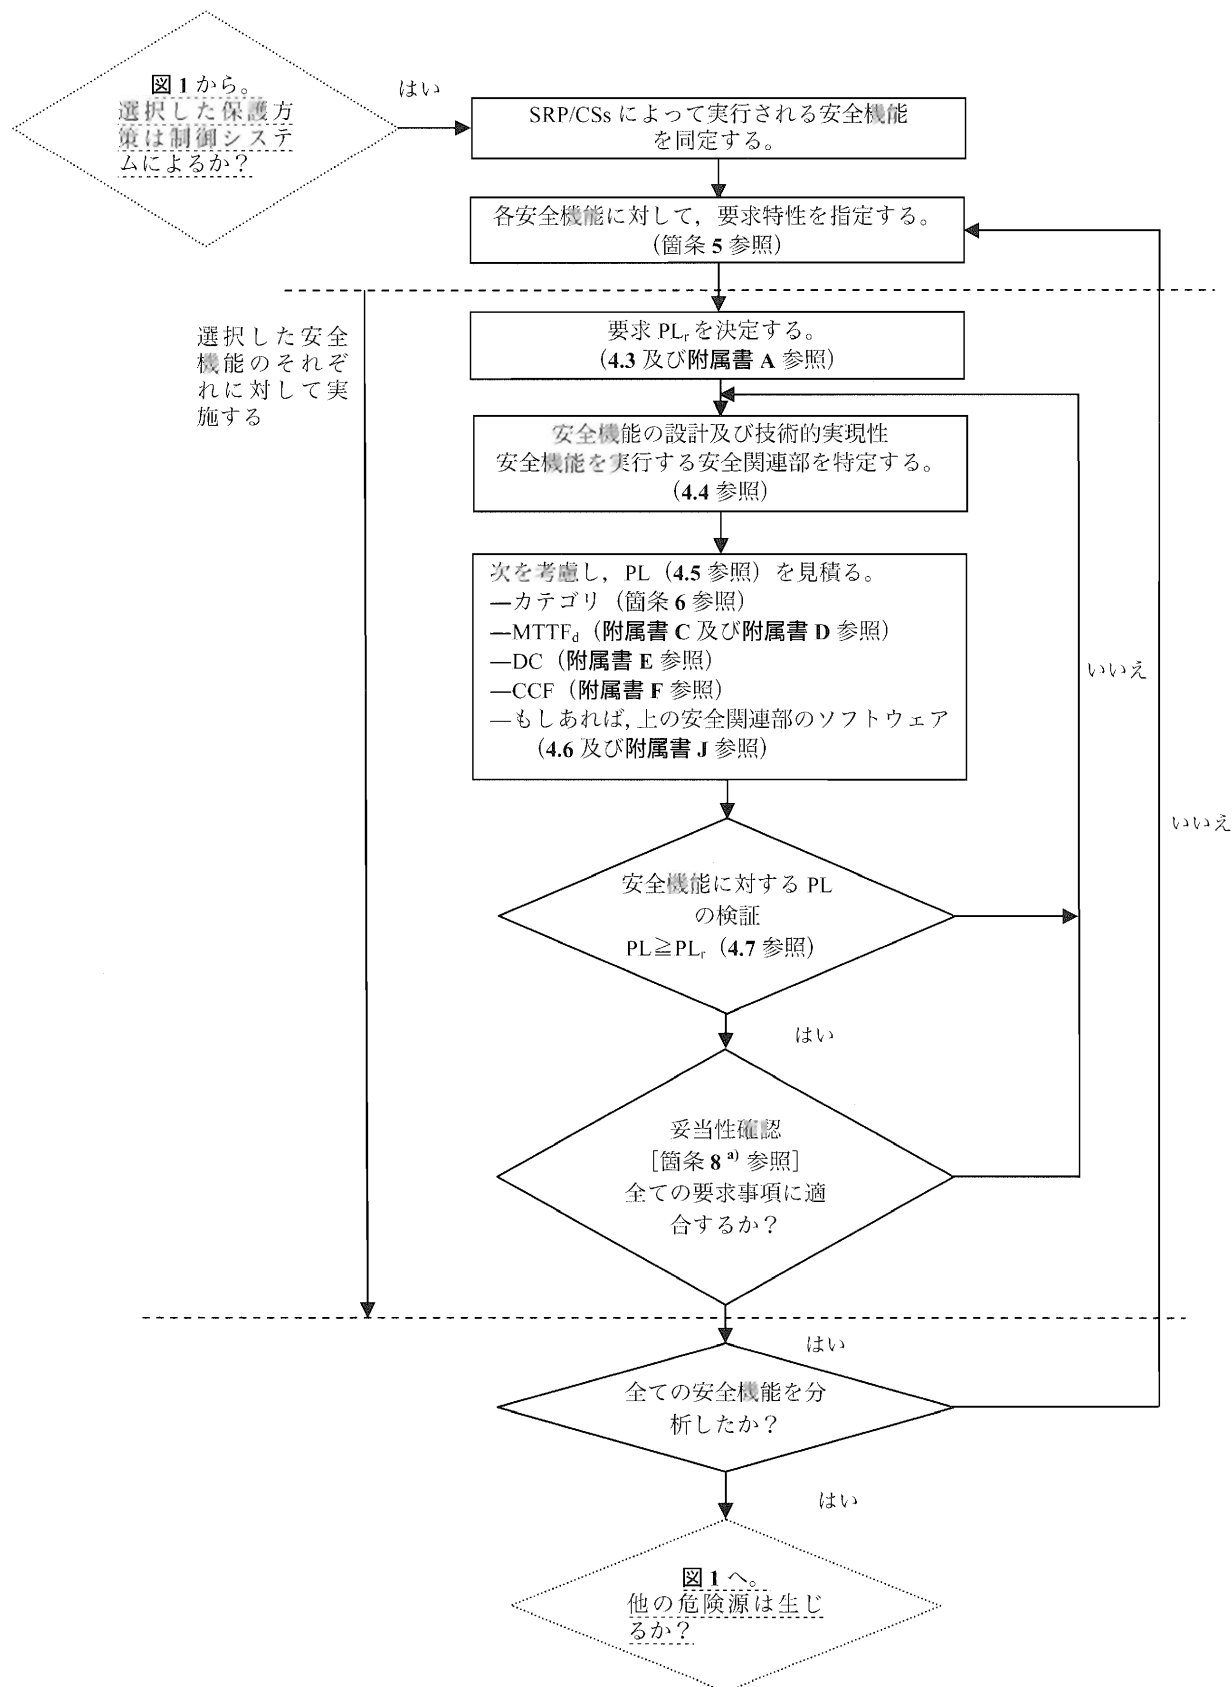 図1から。
選択した保護方
策は制御システ
ムによるか？
はい
SRP/CSs によって実行される安全機能
を同定する。
各安全機能に対して，要求特性を指定する。
（箇条 5 参照）
選択した安全
機能のそれぞ
れに対して実
施する
要求 PLr を決定する。
（4.3 及び附属書 A 参照）
安全機能の設計及び技術的実現性
安全機能を実行する安全関連部を特定する。
（4.4 参照）
次を考慮し，PL（4.5 参照）を見積る。
―カテゴリ（箇条 6 参照）
―MTTFd（附属書 C 及び附属書 D 参照）
―DC（附属書 E 参照）
―CCF（附属書 F 参照）
―もしあれば，上の安全関連部のソフトウェア
（4.6 及び附属書 J 参照）
いいえ
いいえ
安全機能に対する PL
の検証
PL≧PLr（4.7 参照）
はい
妥当性確認
［箇条 8 a) 参照］
全ての要求事項に適
合するか？
はい
全ての安全機能を分
析したか？
はい
図1へ。
他の危険源は生じ
るか？